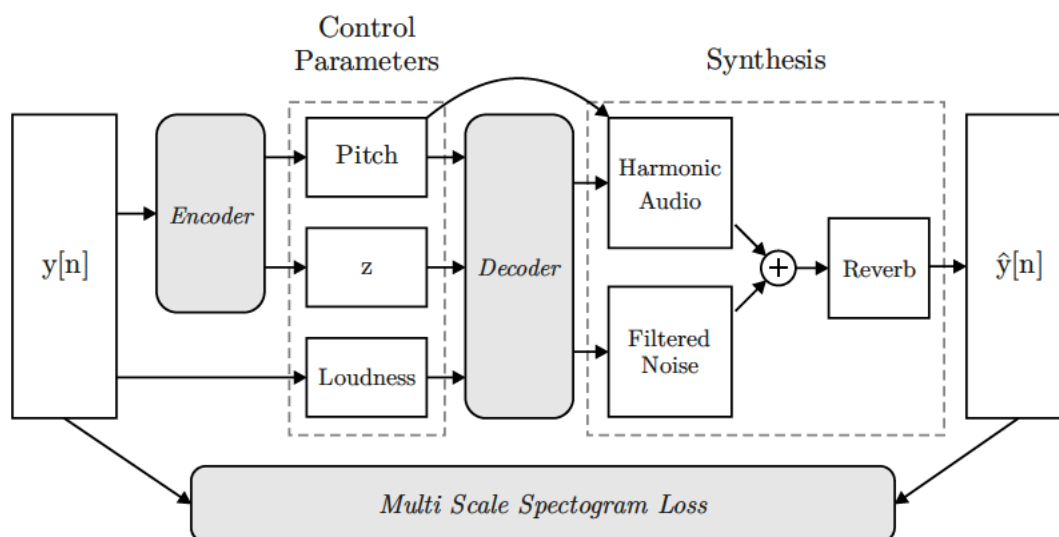 Control
Parameters
Synthesis
y[n]
Encoder
Pitch
z
Loudness
Decoder
Harmonic
Audio
Filtered
Noise
+
Reverb
ŷ[n]
Multi Scale Spectogram Loss